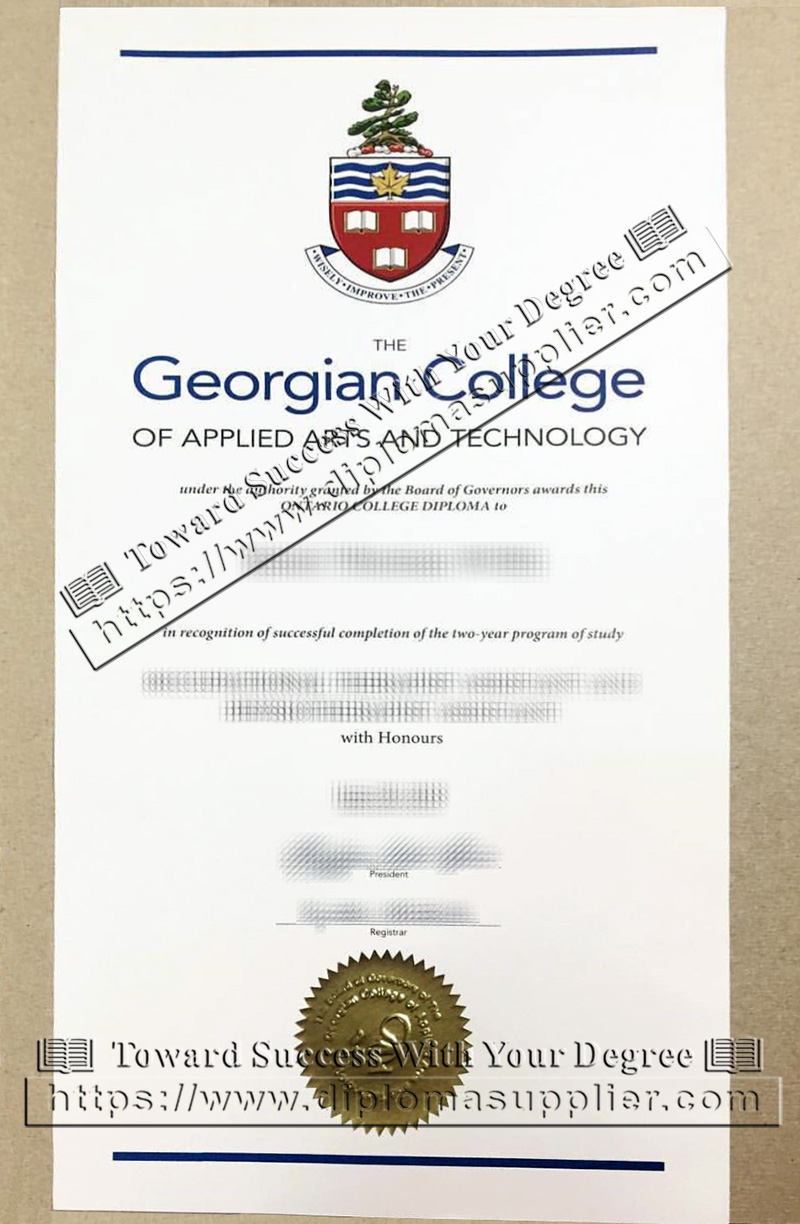 WISELY·IMPROVE·THE·PRESENT
THE
Georgian College
OF APPLIED ARTS AND TECHNOLOGY
under the authority granted by the Board of Governors awards this
ONTARIO COLLEGE DIPLOMA to
Toward Success With Your Degree
https://www.diplomasupplier.com
in recognition of successful completion of the two-year program of study
with Honours
President
Registrar
Georgian College of
Toward Success With Your Degree
https://www.diplomasupplier.com